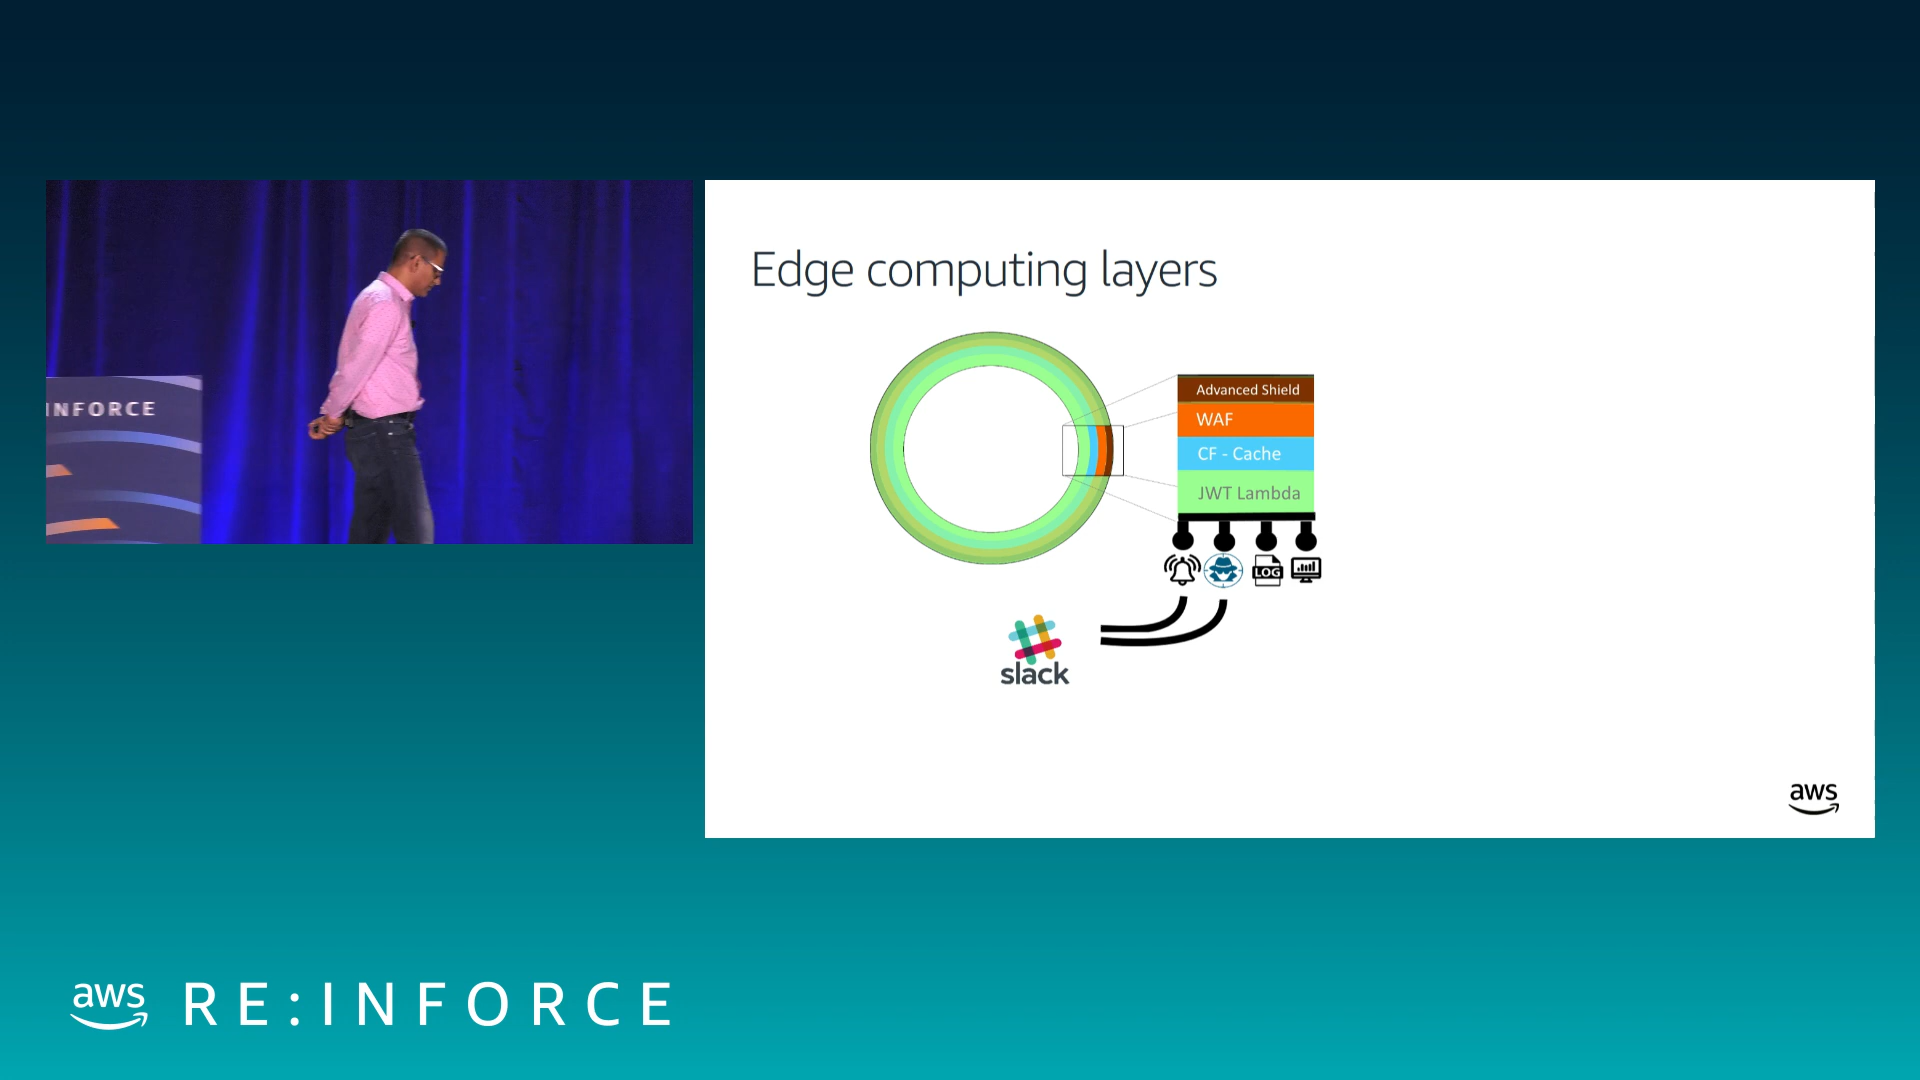 INFORCE
Edge computing layers
Advanced Shield
WAF
CF - Cache
JWT Lambda
LOG
slack
aws
aws RE:INFORCE